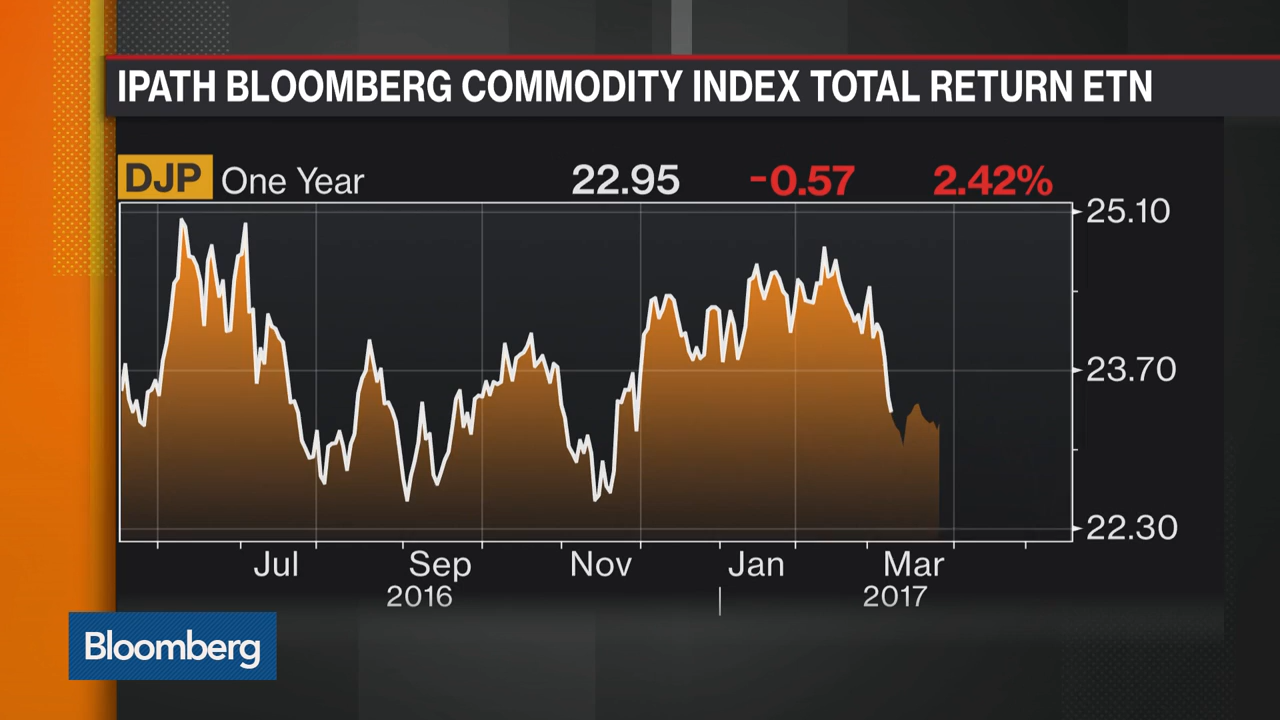 IPATH BLOOMBERG COMMODITY INDEX TOTAL RETURN ETN
DJP One Year 22.95 -0.57 2.42%
25.10
23.70
22.30
Jul Sep Nov Jan Mar
2016 2017
Bloomberg